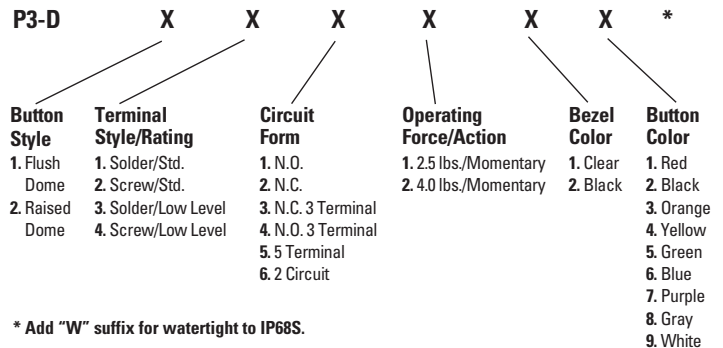 P3-D X X X X X X *
Button Style
1. Flush Dome
2. Raised Dome
Terminal Style/Rating
1. Solder/Std.
2. Screw/Std.
3. Solder/Low Level
4. Screw/Low Level
Circuit Form
1. N.O.
2. N.C.
3. N.C. 3 Terminal
4. N.O. 3 Terminal
5. 5 Terminal
6. 2 Circuit
Operating Force/Action
1. 2.5 lbs./Momentary
2. 4.0 lbs./Momentary
Bezel Color
1. Clear
2. Black
Button Color
1. Red
2. Black
3. Orange
4. Yellow
5. Green
6. Blue
7. Purple
8. Gray
9. White
* Add “W” suffix for watertight to IP68S.